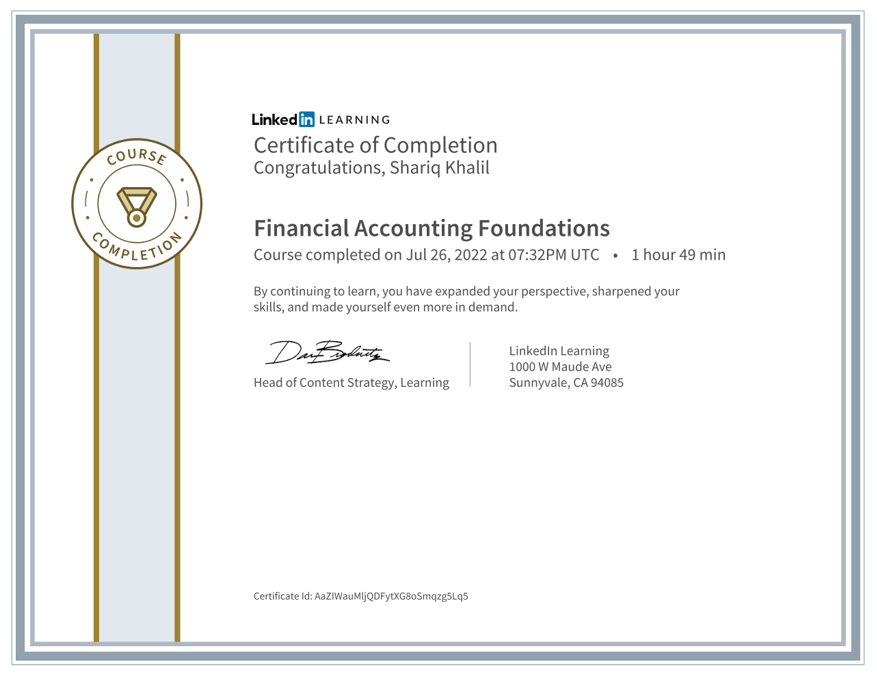 LinkedIn LEARNING
Certificate of Completion
Congratulations, Shariq Khalil
COURSE
COMPLETION
Financial Accounting Foundations
Course completed on Jul 26, 2022 at 07:32PM UTC • 1 hour 49 min
By continuing to learn, you have expanded your perspective, sharpened your
skills, and made yourself even more in demand.
Head of Content Strategy, Learning
LinkedIn Learning
1000 W Maude Ave
Sunnyvale, CA 94085
Certificate Id: AaZIWauMljQDFytXG8oSmqzg5Lq5